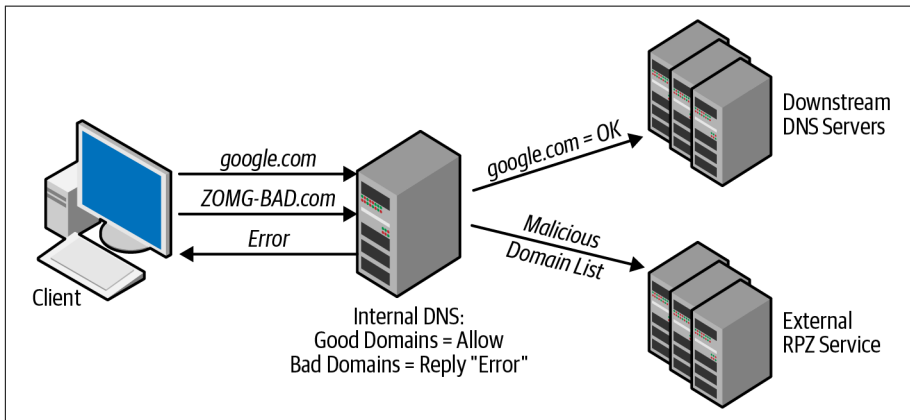 google.com
ZOMG-BAD.com
Error
Client
Internal DNS:
Good Domains = Allow
Bad Domains = Reply "Error"
google.com = OK
Malicious
Domain List
Downstream
DNS Servers
External
RPZ Service